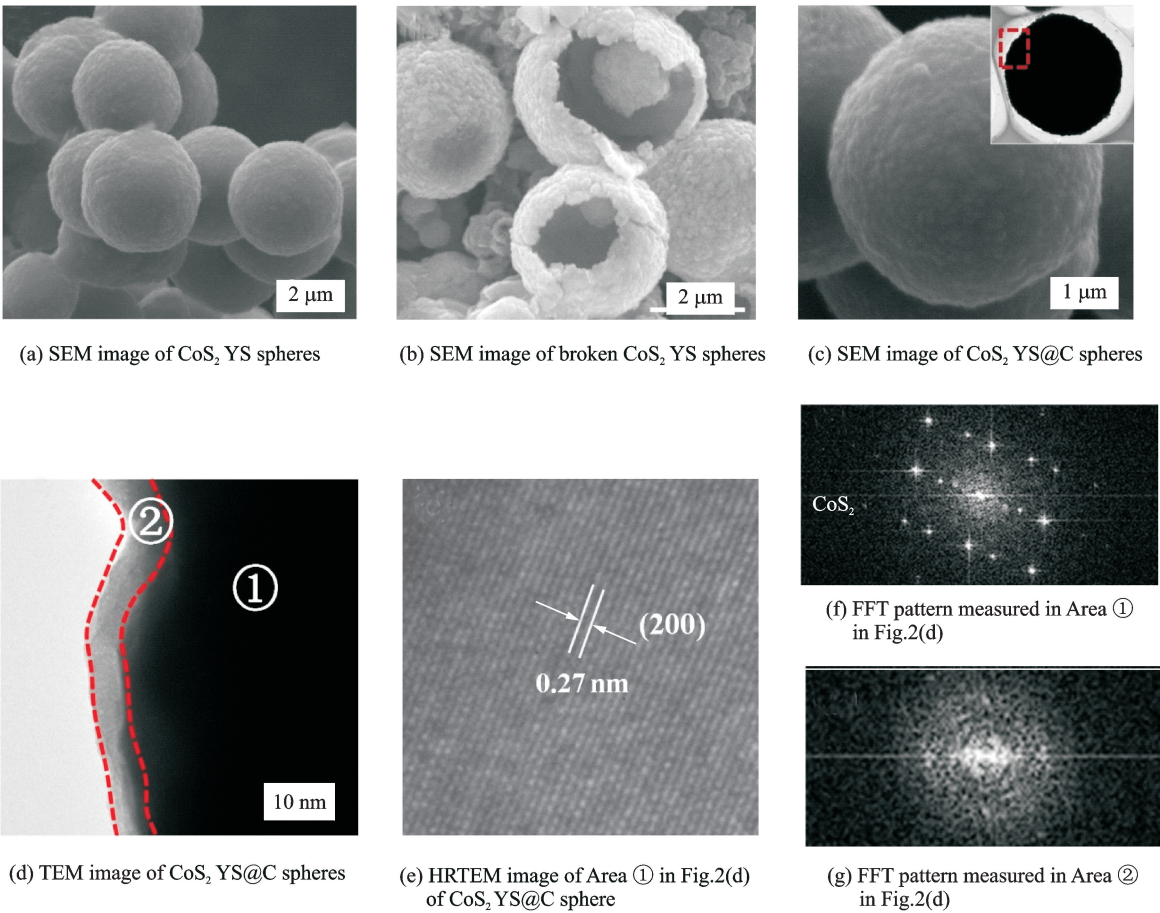 2 μm
2 μm
1 μm
(a) SEM image of CoS₂ YS spheres
(b) SEM image of broken CoS₂ YS spheres
(c) SEM image of CoS₂ YS@C spheres
②
①
10 nm
(200)
0.27 nm
CoS₂
(f) FFT pattern measured in Area ①
in Fig.2(d)
(d) TEM image of CoS₂ YS@C spheres
(e) HRTEM image of Area ① in Fig.2(d)
of CoS₂ YS@C sphere
(g) FFT pattern measured in Area ②
in Fig.2(d)